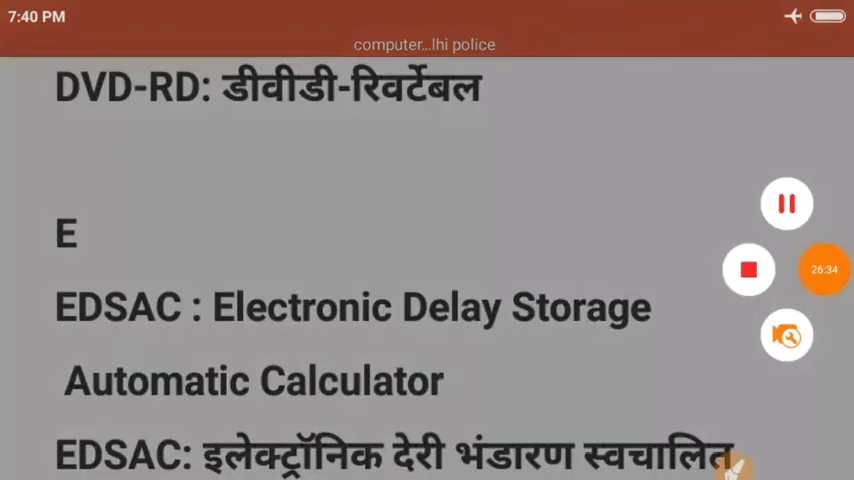 7:40 PM
computer...lhi police
DVD-RD: डीवीडी-रिवर्टेबल
E
EDSAC : Electronic Delay Storage
Automatic Calculator
EDSAC: इलेक्ट्रॉनिक देरी भंडारण स्वचालित
26:34